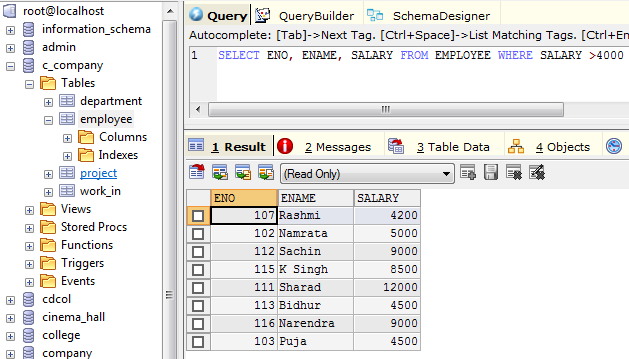 root@localhost
information_schema
admin
c_company
Tables
department
employee
Columns
Indexes
project
work_in
Views
Stored Procs
Functions
Triggers
Events
cdcol
cinema_hall
college
company
Query QueryBuilder SchemaDesigner
Autocomplete: [Tab]->Next Tag. [Ctrl+Space]->List Matching Tags. [Ctrl+En
1 SELECT ENO, ENAME, SALARY FROM EMPLOYEE WHERE SALARY >4000
1 Result 2 Messages 3 Table Data 4 Objects
(Read Only)
ENO ENAME SALARY
107 Rashmi 4200
102 Namrata 5000
112 Sachin 9000
115 K Singh 8500
111 Sharad 12000
113 Bidhur 4500
116 Narendra 9000
103 Puja 4500